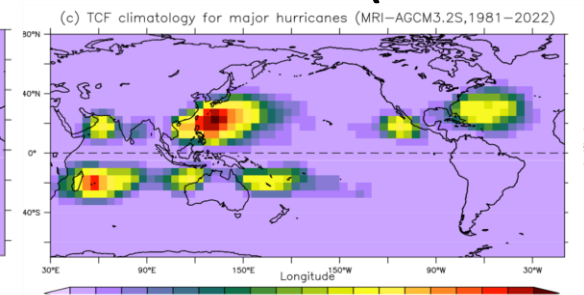 (c) TCF climatology for major hurricanes (MRI−AGCM3.2S,1981−2022)
80°N
40°N
0°
40°S
30°E 90°E 150°E 150°W 90°W 30°W
Longitude